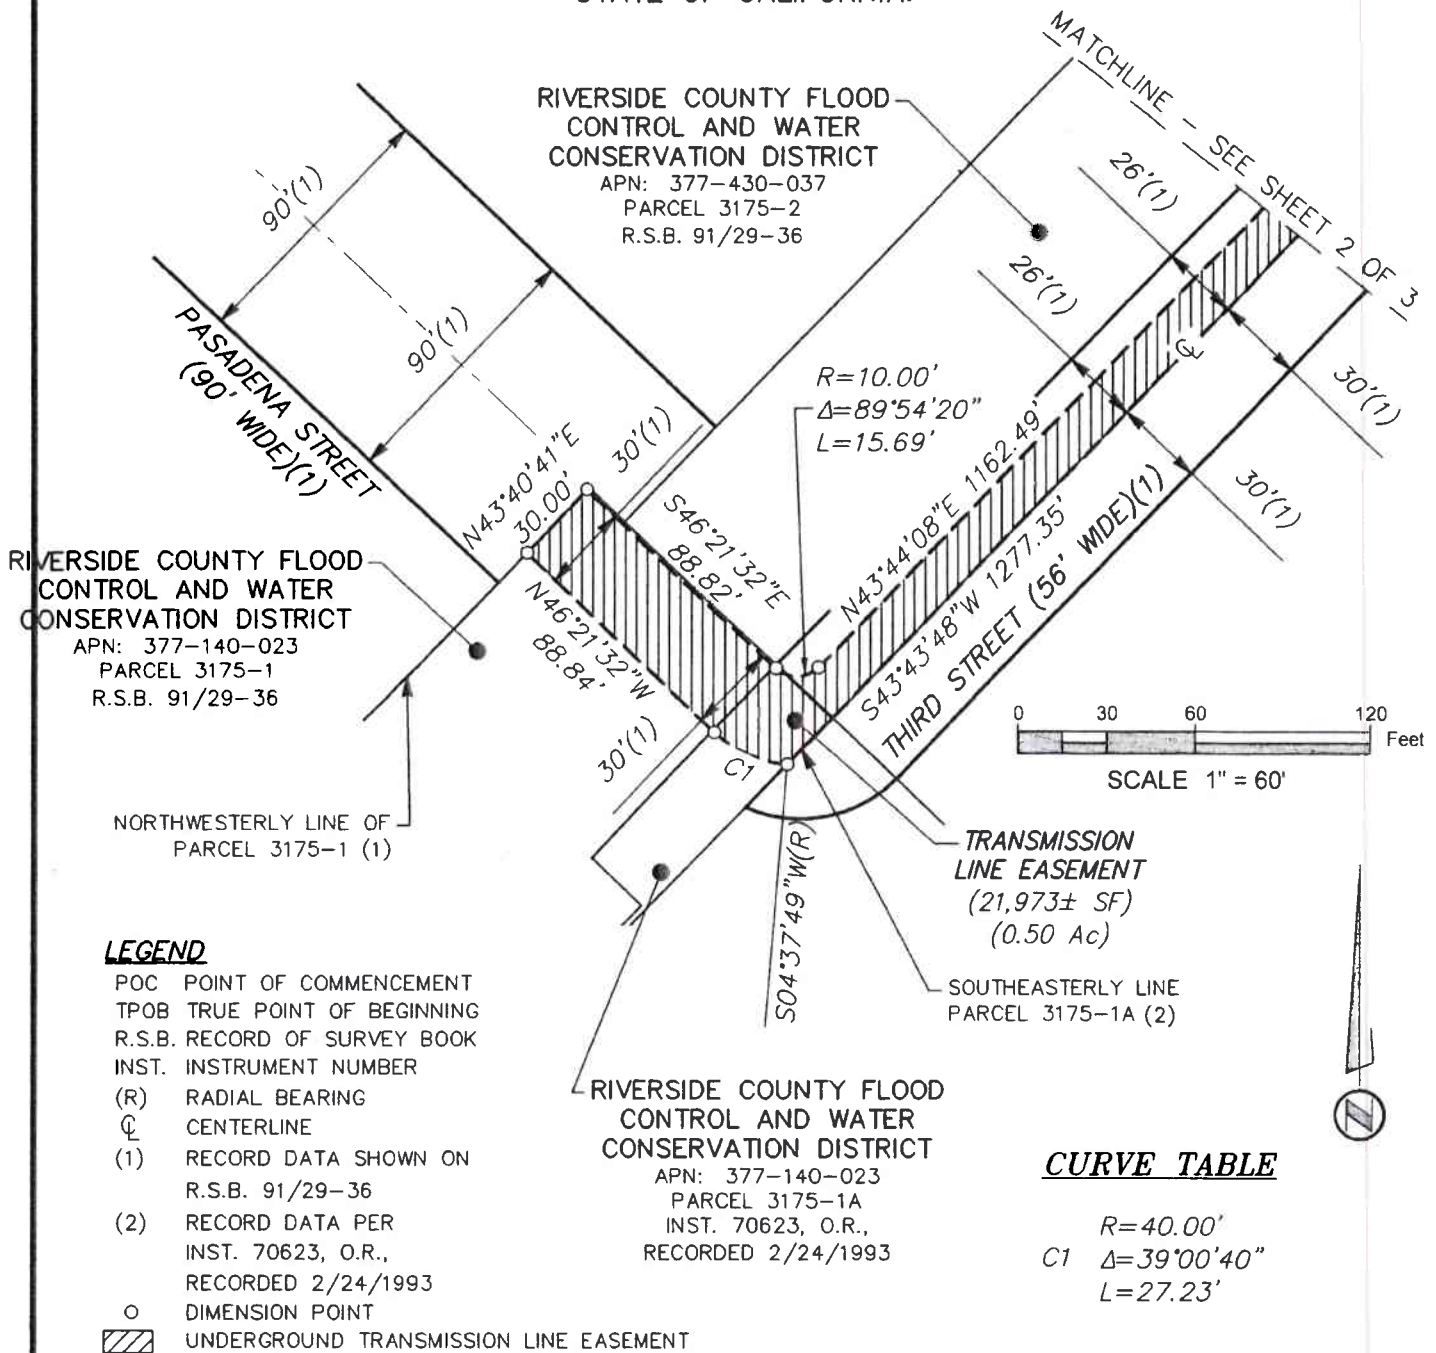 STATE OF CALIFORNIA.
MATCHLINE - SEE SHEET 2 OF 3
RIVERSIDE COUNTY FLOOD
CONTROL AND WATER
CONSERVATION DISTRICT
APN: 377-430-037
PARCEL 3175-2
R.S.B. 91/29-36
90'(1)
90'(1)
PASADENA STREET
(90' WIDE)(1)
26'(1)
26'(1)
30'(1)
30'(1)
R=10.00'
Δ=89°54'20"
L=15.69'
N43°40'41"E
30.00'
30'(1)
S46°21'32"E
88.82'
N43°44'08"E 1162.49'
S43°43'48"W 1277.35'
THIRD STREET (56' WIDE)(1)
℄
RIVERSIDE COUNTY FLOOD
CONTROL AND WATER
CONSERVATION DISTRICT
APN: 377-140-023
PARCEL 3175-1
R.S.B. 91/29-36
N46°21'32"W
88.84'
30'(1)
C1
0 30 60 120
Feet
SCALE 1" = 60'
NORTHWESTERLY LINE OF
PARCEL 3175-1 (1)
S04°37'49"W(R)
TRANSMISSION
LINE EASEMENT
(21,973± SF)
(0.50 Ac)
SOUTHEASTERLY LINE
PARCEL 3175-1A (2)
LEGEND
POC POINT OF COMMENCEMENT
TPOB TRUE POINT OF BEGINNING
R.S.B. RECORD OF SURVEY BOOK
INST. INSTRUMENT NUMBER
(R) RADIAL BEARING
℄ CENTERLINE
(1) RECORD DATA SHOWN ON
R.S.B. 91/29-36
(2) RECORD DATA PER
INST. 70623, O.R.,
RECORDED 2/24/1993
DIMENSION POINT
UNDERGROUND TRANSMISSION LINE EASEMENT
RIVERSIDE COUNTY FLOOD
CONTROL AND WATER
CONSERVATION DISTRICT
APN: 377-140-023
PARCEL 3175-1A
INST. 70623, O.R.,
RECORDED 2/24/1993
N
CURVE TABLE
R=40.00'
C1 Δ=39°00'40"
L=27.23'